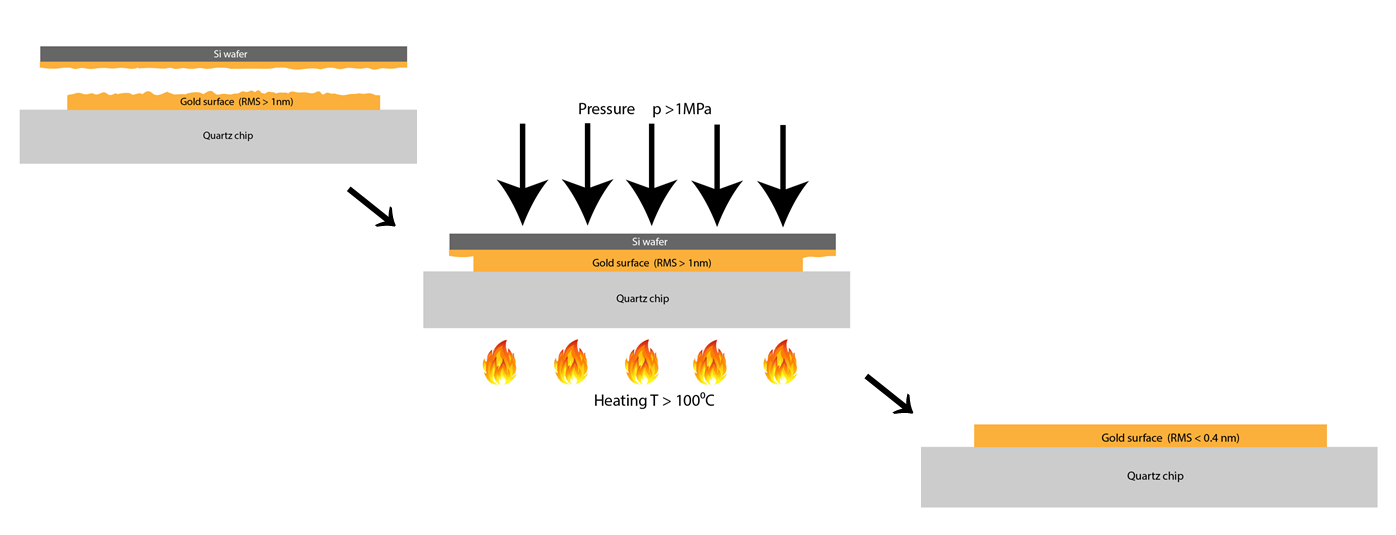 Si wafer
Gold surface (RMS > 1nm)
Quartz chip
Pressure p >1MPa
Si wafer
Gold surface (RMS > 1nm)
Quartz chip
Heating T > 100⁰C
Gold surface (RMS < 0.4 nm)
Quartz chip